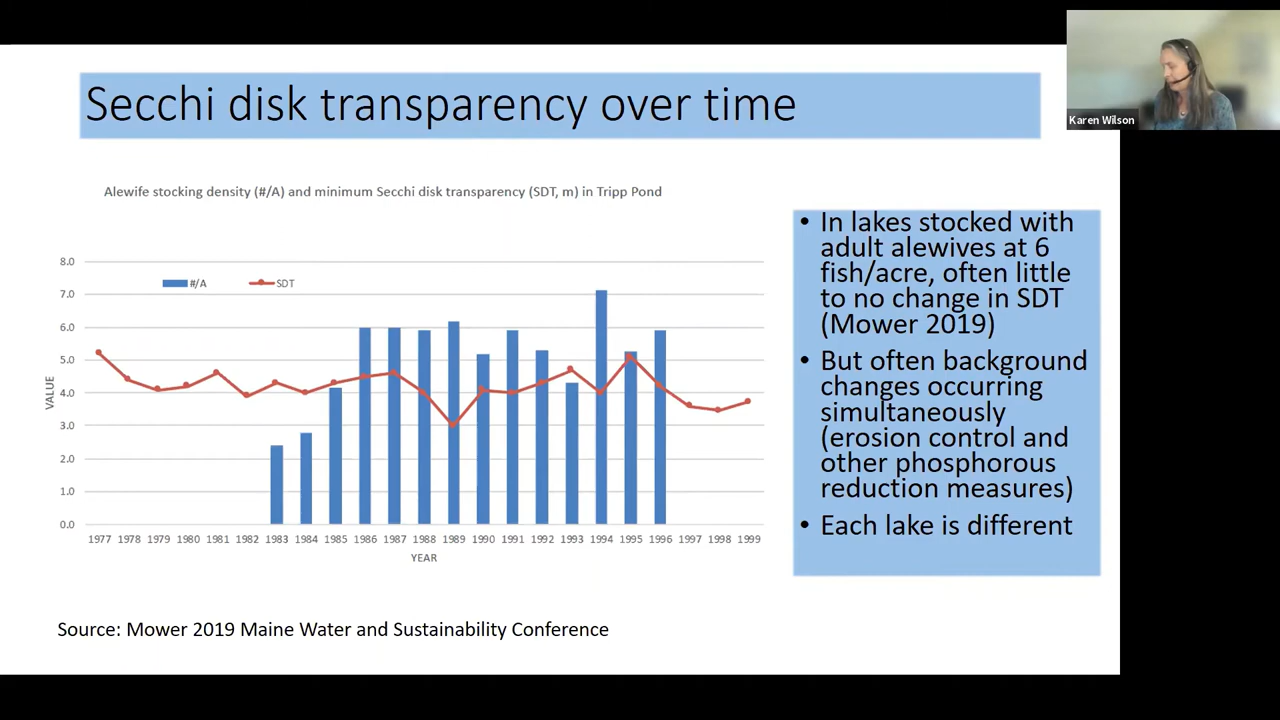 Secchi disk transparency over time
Karen Wilson
Alewife stocking density (#/A) and minimum Secchi disk transparency (SDT, m) in Tripp Pond
8.0
7.0
6.0
5.0
4.0
3.0
2.0
1.0
0.0
VALUE
#/A SDT
1977 1978 1979 1980 1981 1982 1983 1984 1985 1986 1987 1988 1989 1990 1991 1992 1993 1994 1995 1996 1997 1998 1999
YEAR
• In lakes stocked with
adult alewives at 6
fish/acre, often little
to no change in SDT
(Mower 2019)
• But often background
changes occurring
simultaneously
(erosion control and
other phosphorous
reduction measures)
• Each lake is different
Source: Mower 2019 Maine Water and Sustainability Conference